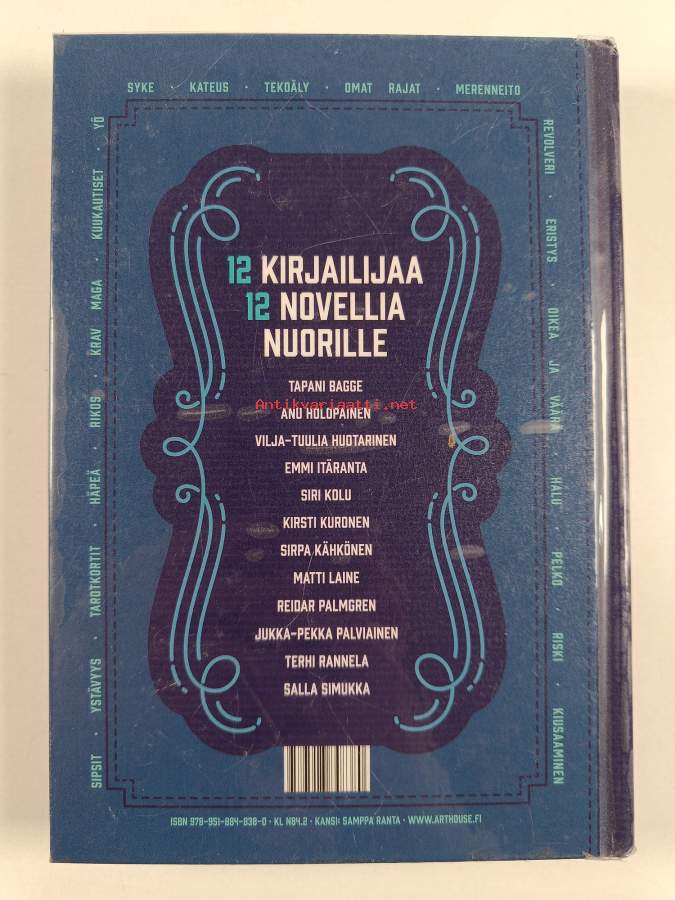 SYKE · KATEUS · TEKOÄLY · OMAT RAJAT · MERENNEITO
REVOLVERI · ERISTYS · OIKEA JA VÄÄRÄ · HALU · PELKO · RISKI · KIUSAAMINEN
SIPSIT · YSTÄVYYS · TAROTKORTIT · HÄPEÄ · RIKOS · KRAV MAGA · KUUKAUTISET · YÖ
12 KIRJAILIJAA
12 NOVELLIA
NUORILLE
TAPANI BAGGE
Antikvariaatti.net
ANU HOLOPAINEN
VILJA-TUULIA HUOTARINEN
EMMI ITÄRANTA
SIRI KOLU
KIRSTI KURONEN
SIRPA KÄHKÖNEN
MATTI LAINE
REIDAR PALMGREN
JUKKA-PEKKA PALVIAINEN
TERHI RANNELA
SALLA SIMUKKA
ISBN 978-951-884-838-0 · KL N84.2 · KANSI: SAMPPA RANTA · WWW.ARTHOUSE.FI